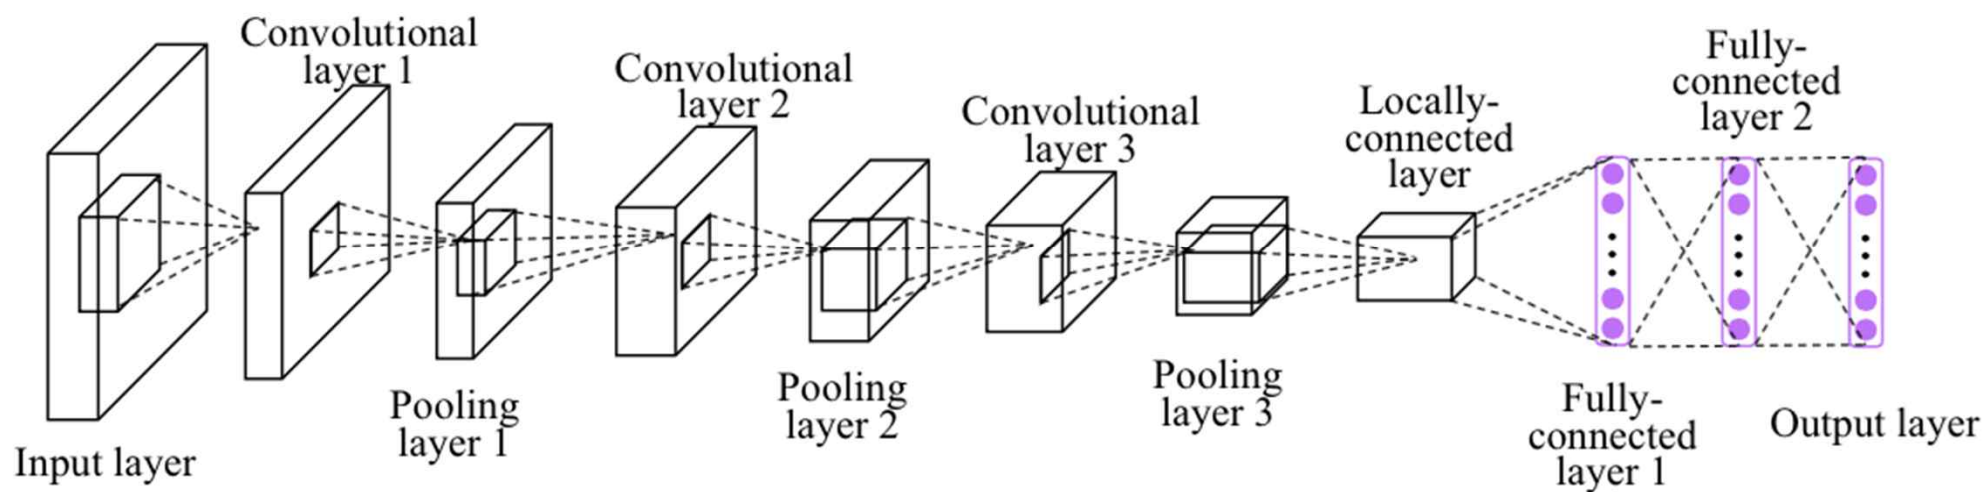 Input layer
Convolutional
layer 1
Pooling
layer 1
Convolutional
layer 2
Pooling
layer 2
Convolutional
layer 3
Pooling
layer 3
Locally-
connected
layer
Fully-
connected
layer 1
Fully-
connected
layer 2
Output layer